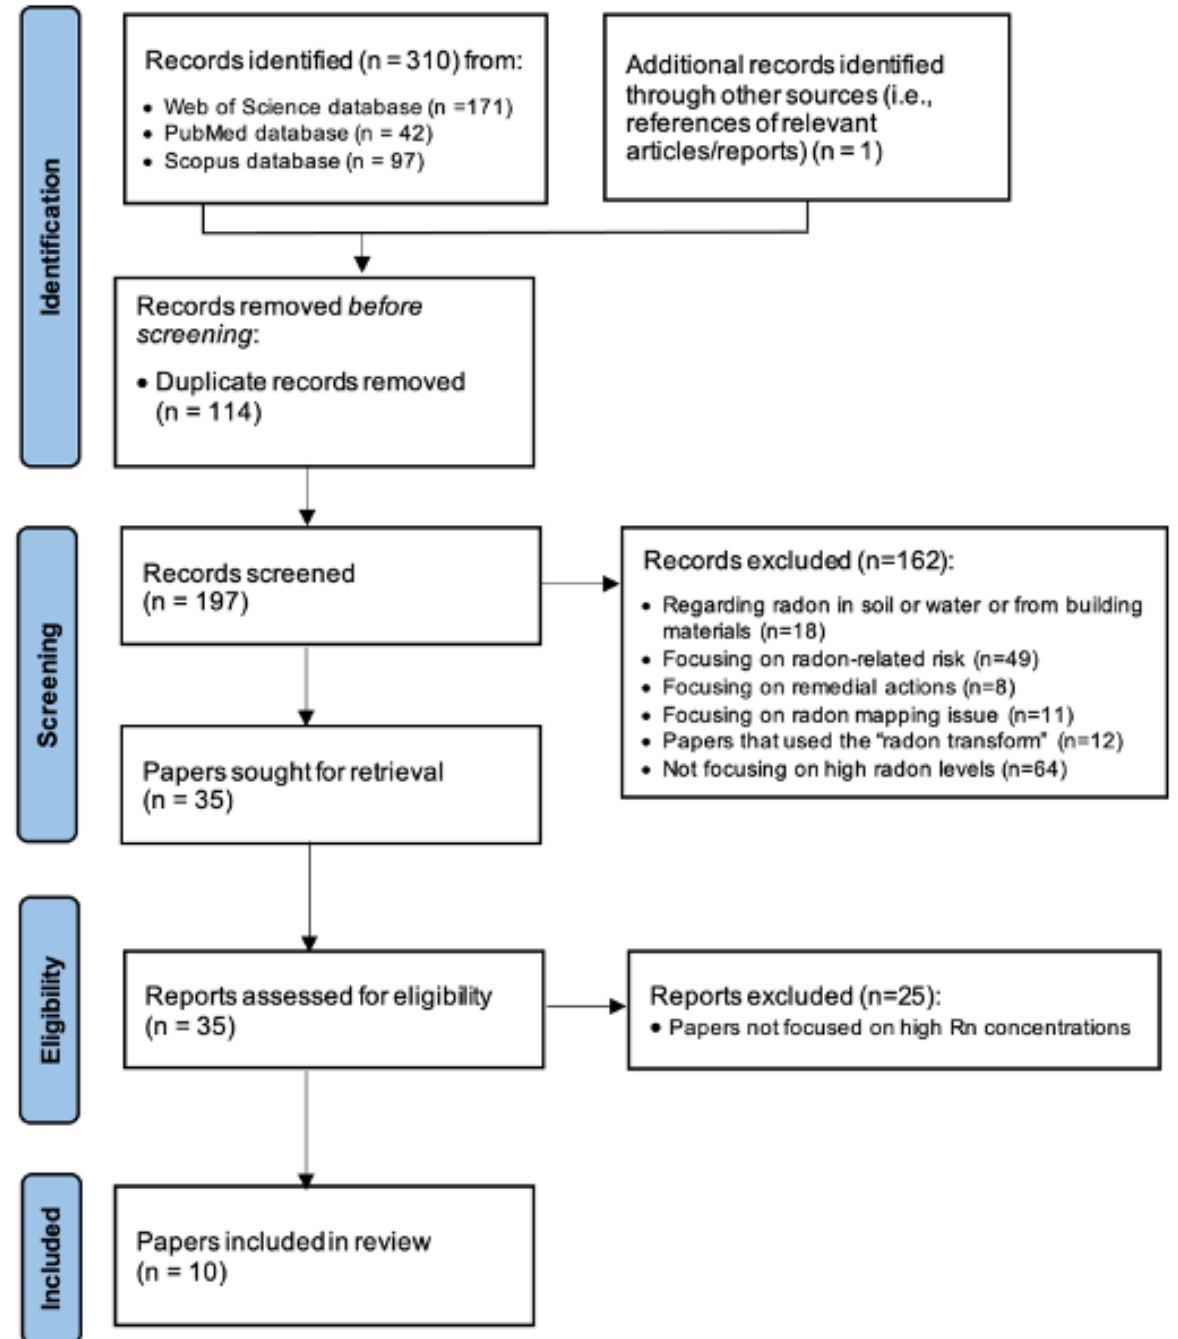 Identification
Records identified (n = 310) from:
• Web of Science database (n =171)
• PubMed database (n = 42)
• Scopus database (n = 97)
Additional records identified
through other sources (i.e.,
references of relevant
articles/reports) (n = 1)
Records removed before
screening:
• Duplicate records removed
(n = 114)
Screening
Records screened
(n = 197)
Records excluded (n=162):
• Regarding radon in soil or water or from building
materials (n=18)
• Focusing on radon-related risk (n=49)
• Focusing on remedial actions (n=8)
• Focusing on radon mapping issue (n=11)
• Papers that used the "radon transform" (n=12)
• Not focusing on high radon levels (n=64)
Papers sought for retrieval
(n = 35)
Eligibility
Reports assessed for eligibility
(n = 35)
Reports excluded (n=25):
• Papers not focused on high Rn concentrations
Included
Papers included in review
(n = 10)